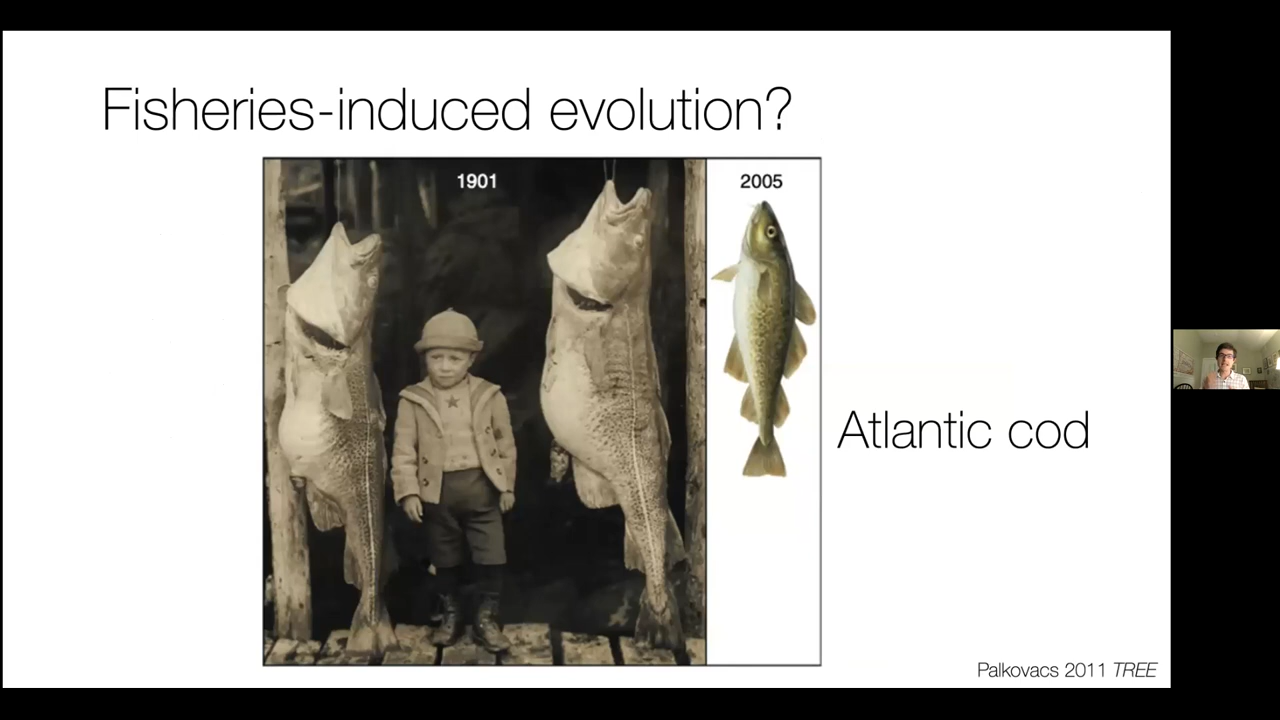 Fisheries-induced evolution?
1901
2005
Atlantic cod
Palkovacs 2011 TREE